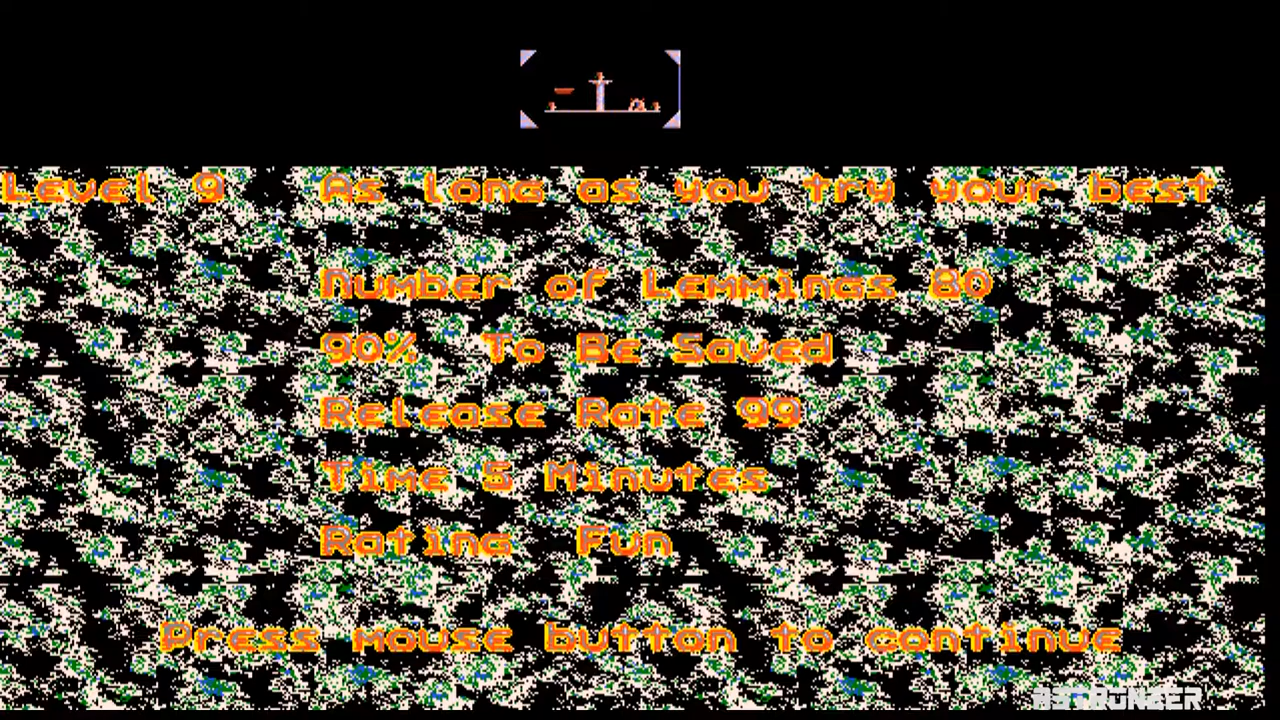 Level 9 As long as you try your best
Number of Lemmings 80
90% To Be Saved
Release Rate 99
Time 5 Minutes
Rating Fun
Press mouse button to continue
ASTRUNEER